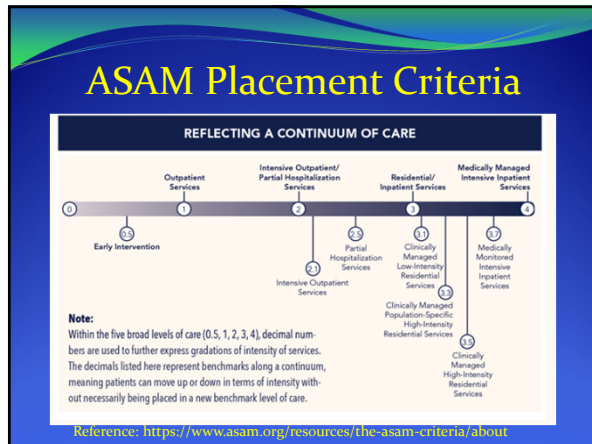 ASAM Placement Criteria
REFLECTING A CONTINUUM OF CARE
Outpatient
Services
Intensive Outpatient/
Partial Hospitalization
Services
Residential/
Inpatient Services
Medically Managed
Intensive Inpatient
Services
0
1
2
3
4
0.5
Early Intervention
2.1
Intensive Outpatient
Services
2.5
Partial
Hospitalization
Services
3.1
Clinically
Managed
Low-Intensity
Residential
Services
3.3
Clinically Managed
Population-Specific
High-Intensity
Residential Services
3.5
Clinically
Managed
High-Intensity
Residential
Services
3.7
Medically
Monitored
Intensive
Inpatient
Services
Note:
Within the five broad levels of care (0.5, 1, 2, 3, 4), decimal num-
bers are used to further express gradations of intensity of services.
The decimals listed here represent benchmarks along a continuum,
meaning patients can move up or down in terms of intensity with-
out necessarily being placed in a new benchmark level of care.
Reference: https://www.asam.org/resources/the-asam-criteria/about